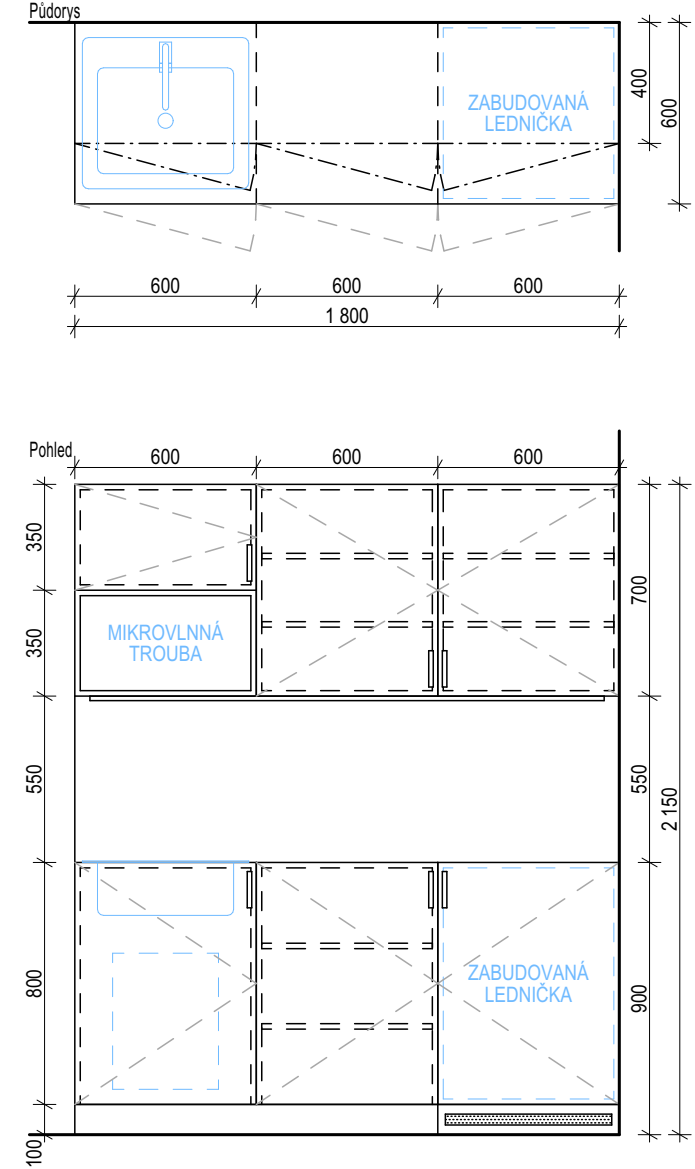 Půdorys
ZABUDOVANÁ
LEDNIČKA
400
600
600
600
600
1 800
Pohled
600
600
600
350
350
MIKROVLNNÁ
TROUBA
700
550
550
2 150
800
ZABUDOVANÁ
LEDNIČKA
900
100